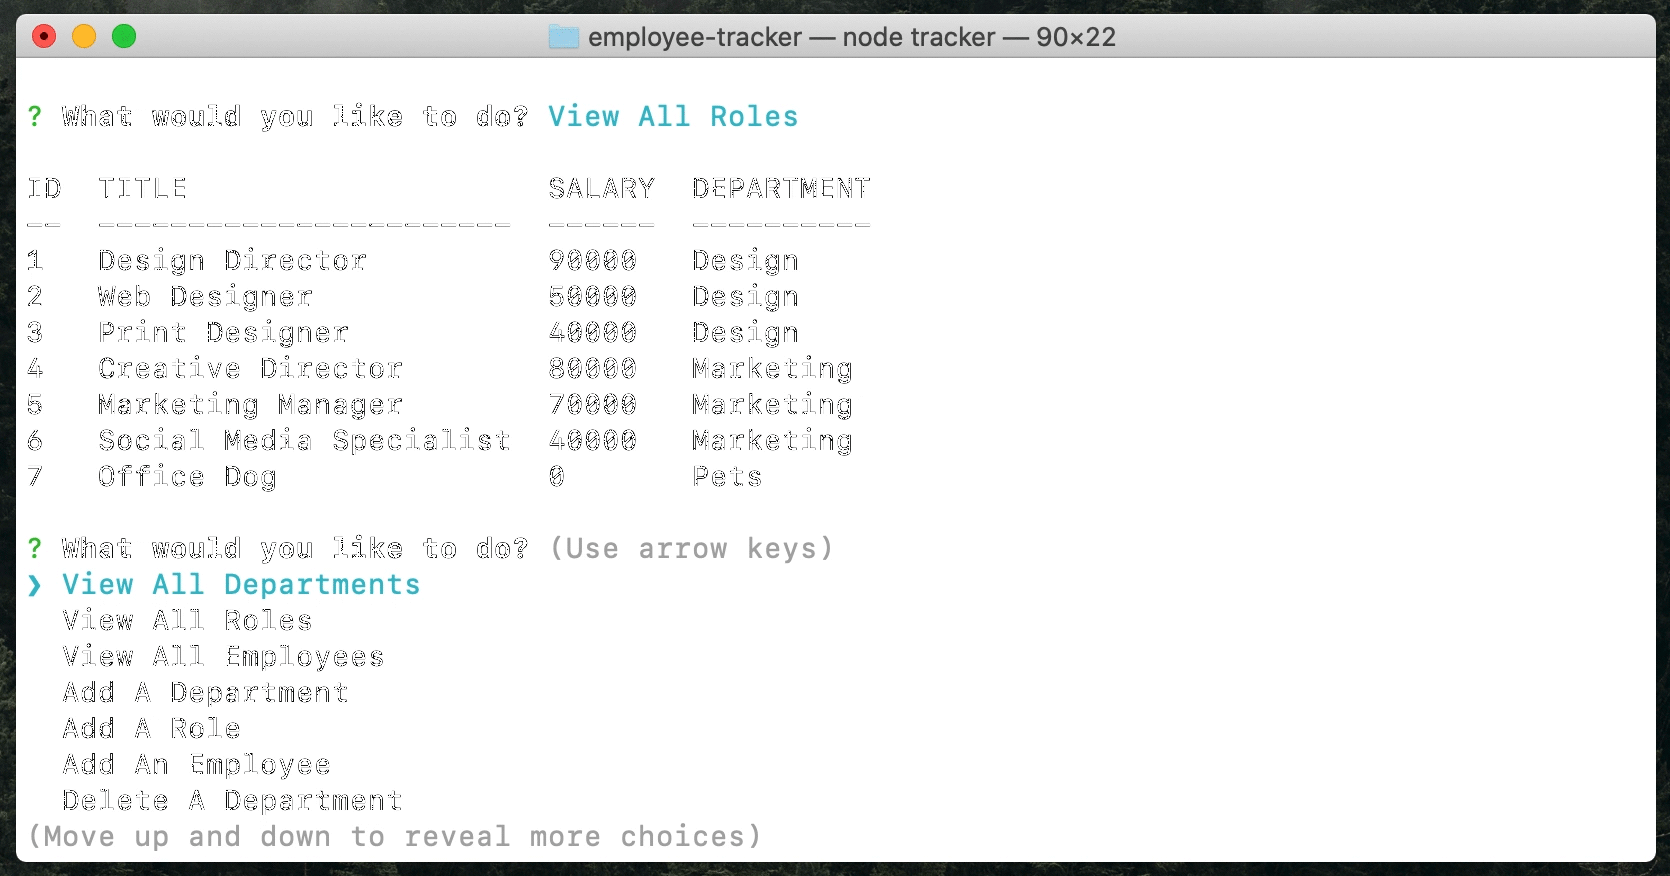 employee-tracker — node tracker — 90×22
? What would you like to do? View All Roles
ID  TITLE                    SALARY  DEPARTMENT
--  -----------------------  ------  ----------
1   Design Director          90000   Design
2   Web Designer             50000   Design
3   Print Designer           40000   Design
4   Creative Director        80000   Marketing
5   Marketing Manager        70000   Marketing
6   Social Media Specialist  40000   Marketing
7   Office Dog               0       Pets
? What would you like to do? (Use arrow keys)
❯ View All Departments
  View All Roles
  View All Employees
  Add A Department
  Add A Role
  Add An Employee
  Delete A Department
(Move up and down to reveal more choices)